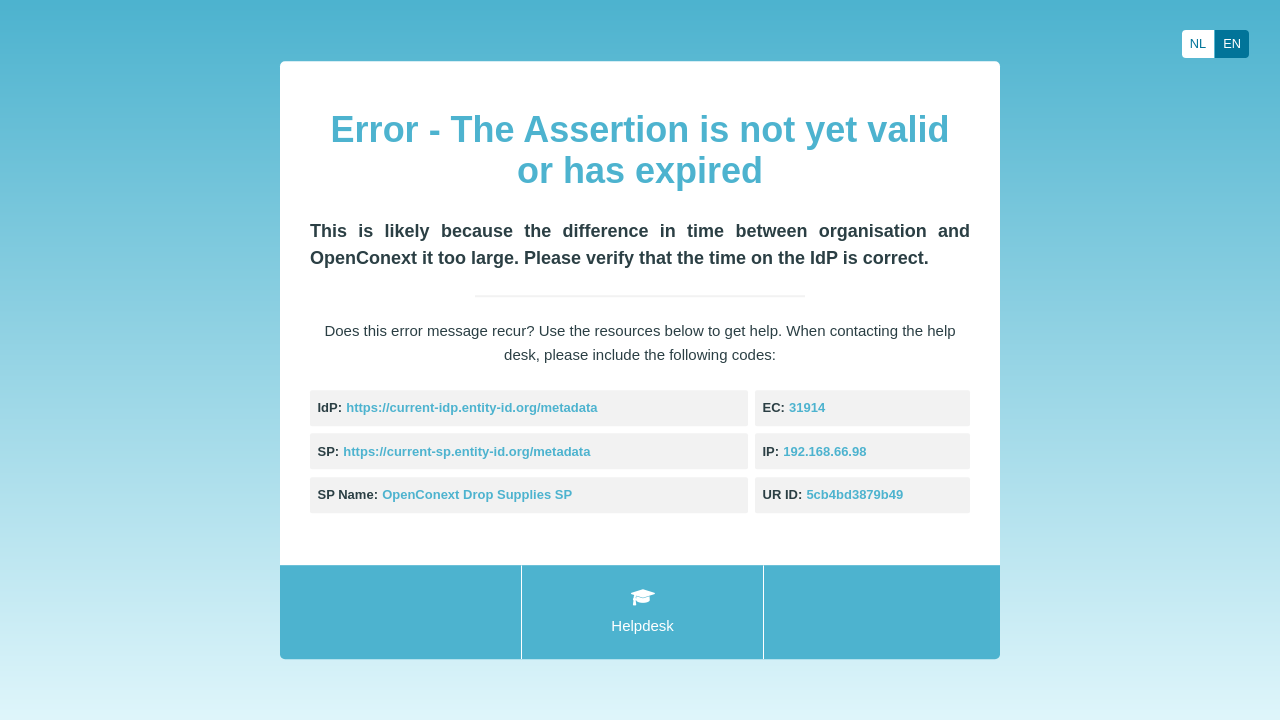 NL EN
Error - The Assertion is not yet valid
or has expired
This is likely because the difference in time between organisation and
OpenConext it too large. Please verify that the time on the IdP is correct.
Does this error message recur? Use the resources below to get help. When contacting the help
desk, please include the following codes:
IdP: https://current-idp.entity-id.org/metadata
EC: 31914
SP: https://current-sp.entity-id.org/metadata
IP: 192.168.66.98
SP Name: OpenConext Drop Supplies SP
UR ID: 5cb4bd3879b49
Helpdesk